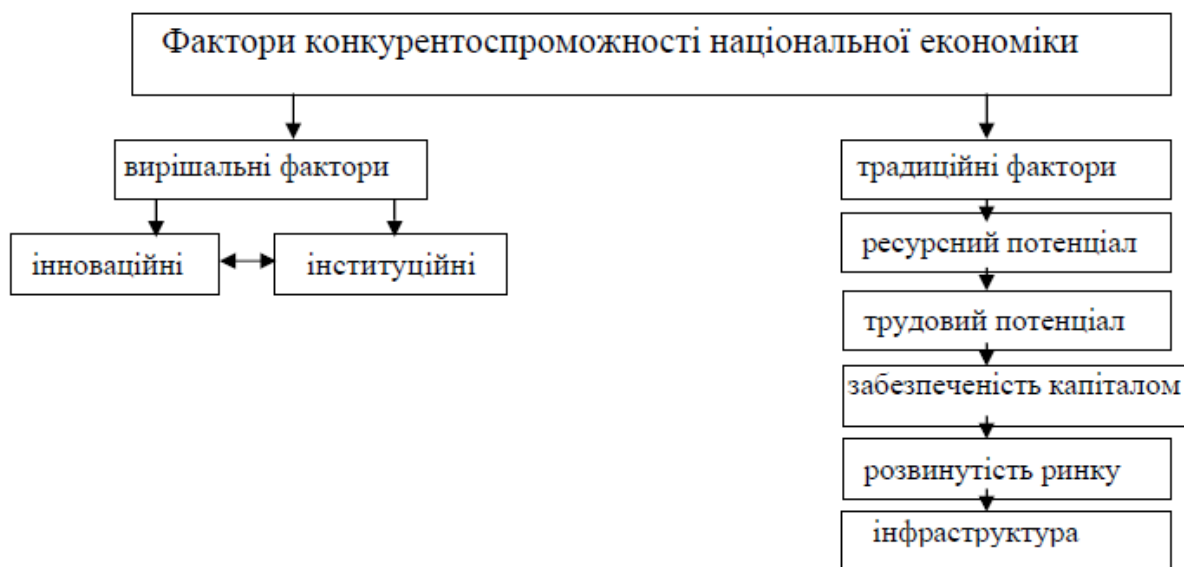 Фактори конкурентоспроможності національної економіки
вирішальні фактори
традиційні фактори
інноваційні
інституційні
ресурсний потенціал
трудовий потенціал
забезпеченість капіталом
розвинутість ринку
інфраструктура